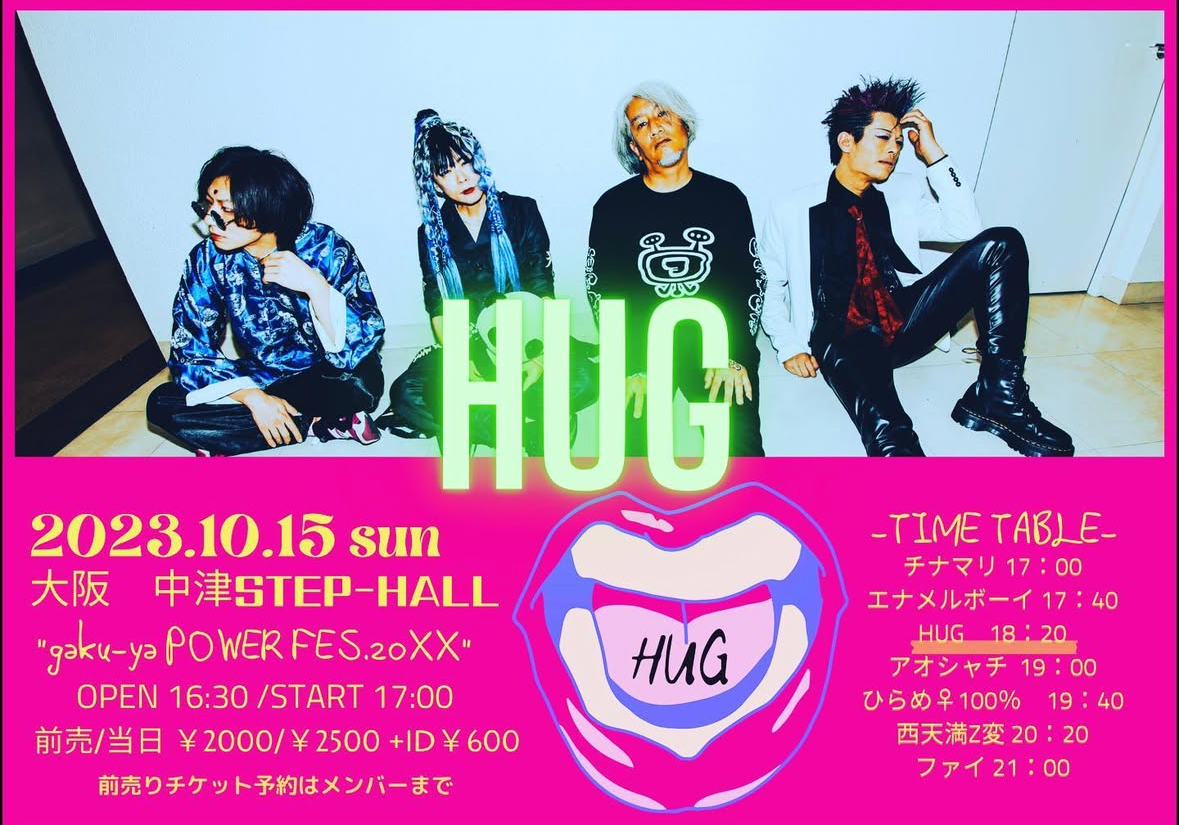 HUG
2023.10.15 sun
大阪　中津STEP-HALL
"gaku-ya POWER FES.20XX"
OPEN 16:30 /START 17:00
前売/当日 ￥2000/￥2500 +1D￥600
前売りチケット予約はメンバーまで
HUG
-TIME TABLE-
チナマリ 17：00
エナメルボーイ 17：40
HUG　18：20
アオシャチ 19：00
ひらめ♀100%　19：40
西天満Z変 20：20
ファイ 21：00